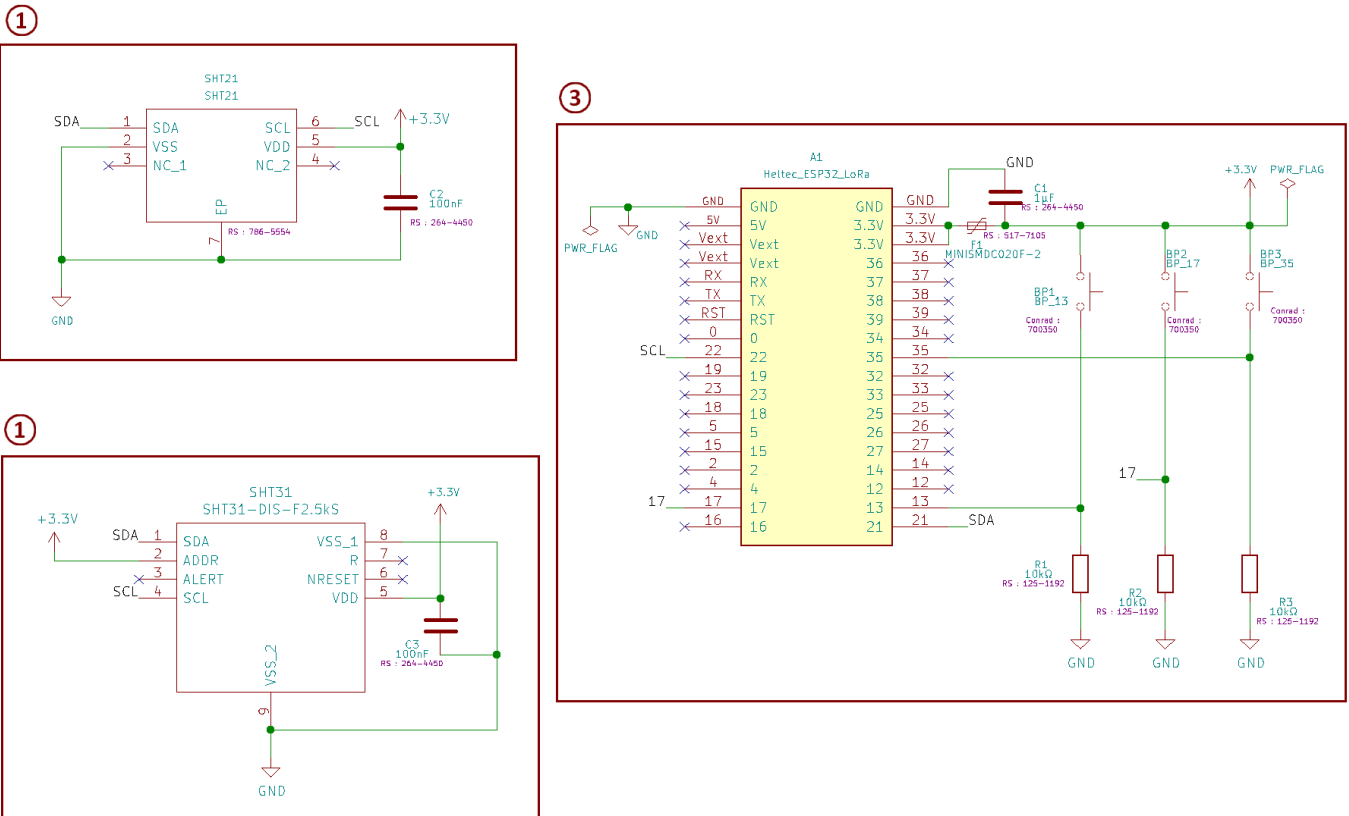 ①
SHT21
SHT21
SDA 1 SDA
2 VSS
3 NC_1
SCL 6 SCL
VDD 5
NC_2 4
EP
7
RS : 786-5554
+3.3V
C2
100nF
RS : 264-4450
GND
①
SHT31
SHT31-DIS-F2.5kS
+3.3V
SDA 1 SDA
2 ADDR
3 ALERT
SCL 4 SCL
VSS_1 8
R 7
NRESET 6
VDD 5
VSS_2
9
+3.3V
C3
100nF
RS : 264-4450
GND
③
A1
Heltec_ESP32_LoRa
PWR_FLAG
GND
GND GND
5V 5V
Vext Vext
Vext Vext
RX RX
TX TX
RST RST
0 0
SCL 22 22
19 19
23 23
18 18
5 5
15 15
2 2
4 4
17 17 17
16 16
GND GND
3.3V 3.3V
3.3V 3.3V
36 36
37 37
38 38
39 39
34 34
35 35
32 32
33 33
25 25
26 26
27 27
14 14
12 12
13 13
21 21 SDA
GND
C1
1µF
RS : 264-4450
RS : 517-7105
F1
MINISMDC020F-2
+3.3V
PWR_FLAG
BP1
BP_13
Conrad :
700350
BP2
BP_17
Conrad :
700350
BP3
BP_35
Conrad :
700350
17
R1
10kΩ
RS : 125-1192
GND
R2
10kΩ
RS : 125-1192
GND
R3
10kΩ
RS : 125-1192
GND